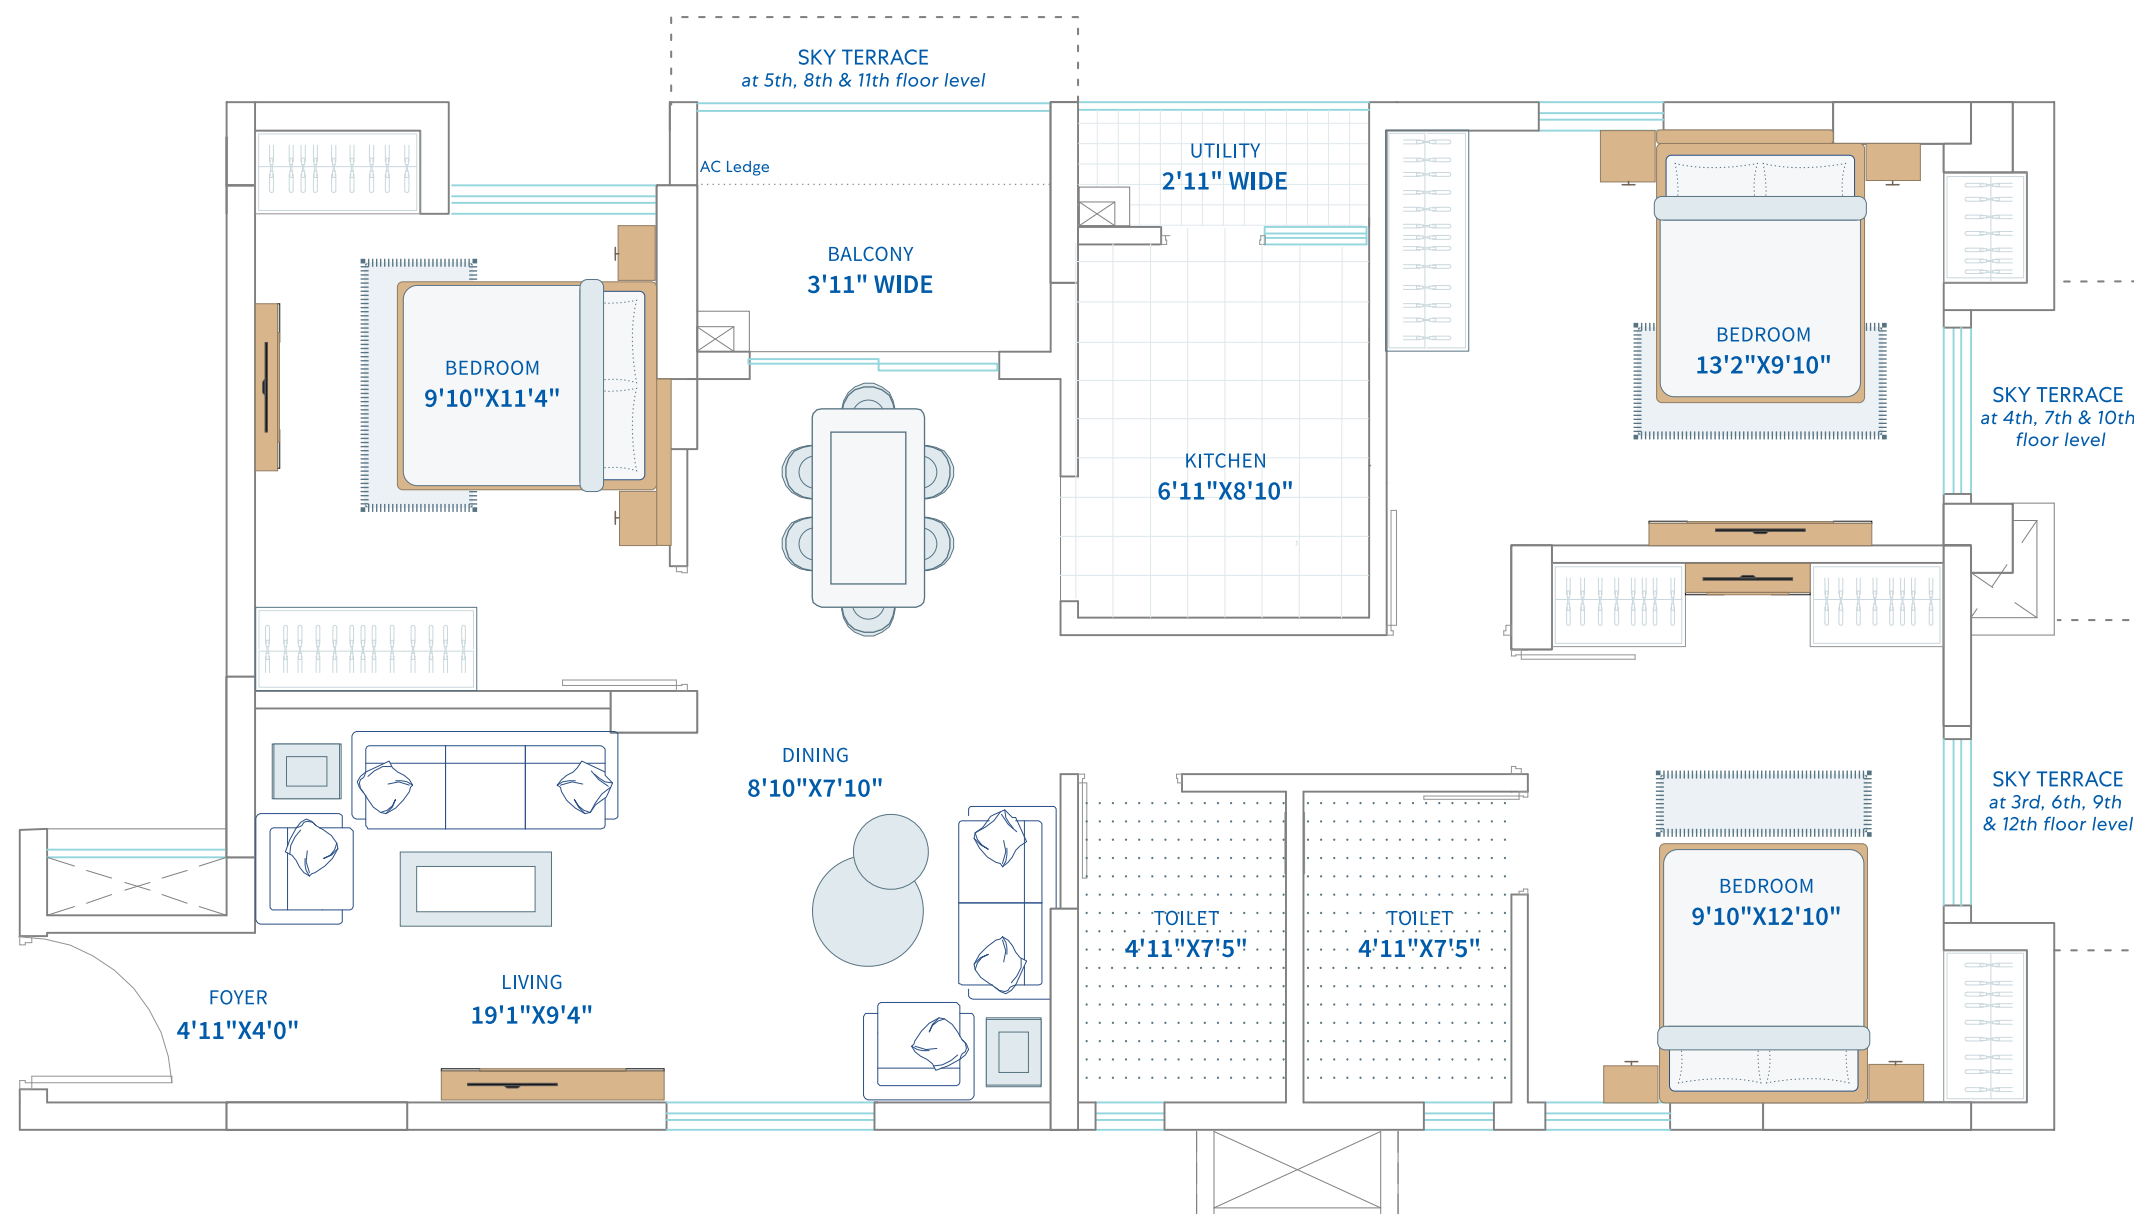 SKY TERRACE
at 5th, 8th & 11th floor level
AC Ledge
UTILITY
2'11" WIDE
BALCONY
3'11" WIDE
BEDROOM
9'10"X11'4"
BEDROOM
13'2"X9'10"
SKY TERRACE
at 4th, 7th & 10th
floor level
KITCHEN
6'11"X8'10"
DINING
8'10"X7'10"
SKY TERRACE
at 3rd, 6th, 9th
& 12th floor level
BEDROOM
9'10"X12'10"
TOILET
4'11"X7'5"
TOILET
4'11"X7'5"
LIVING
19'1"X9'4"
FOYER
4'11"X4'0"